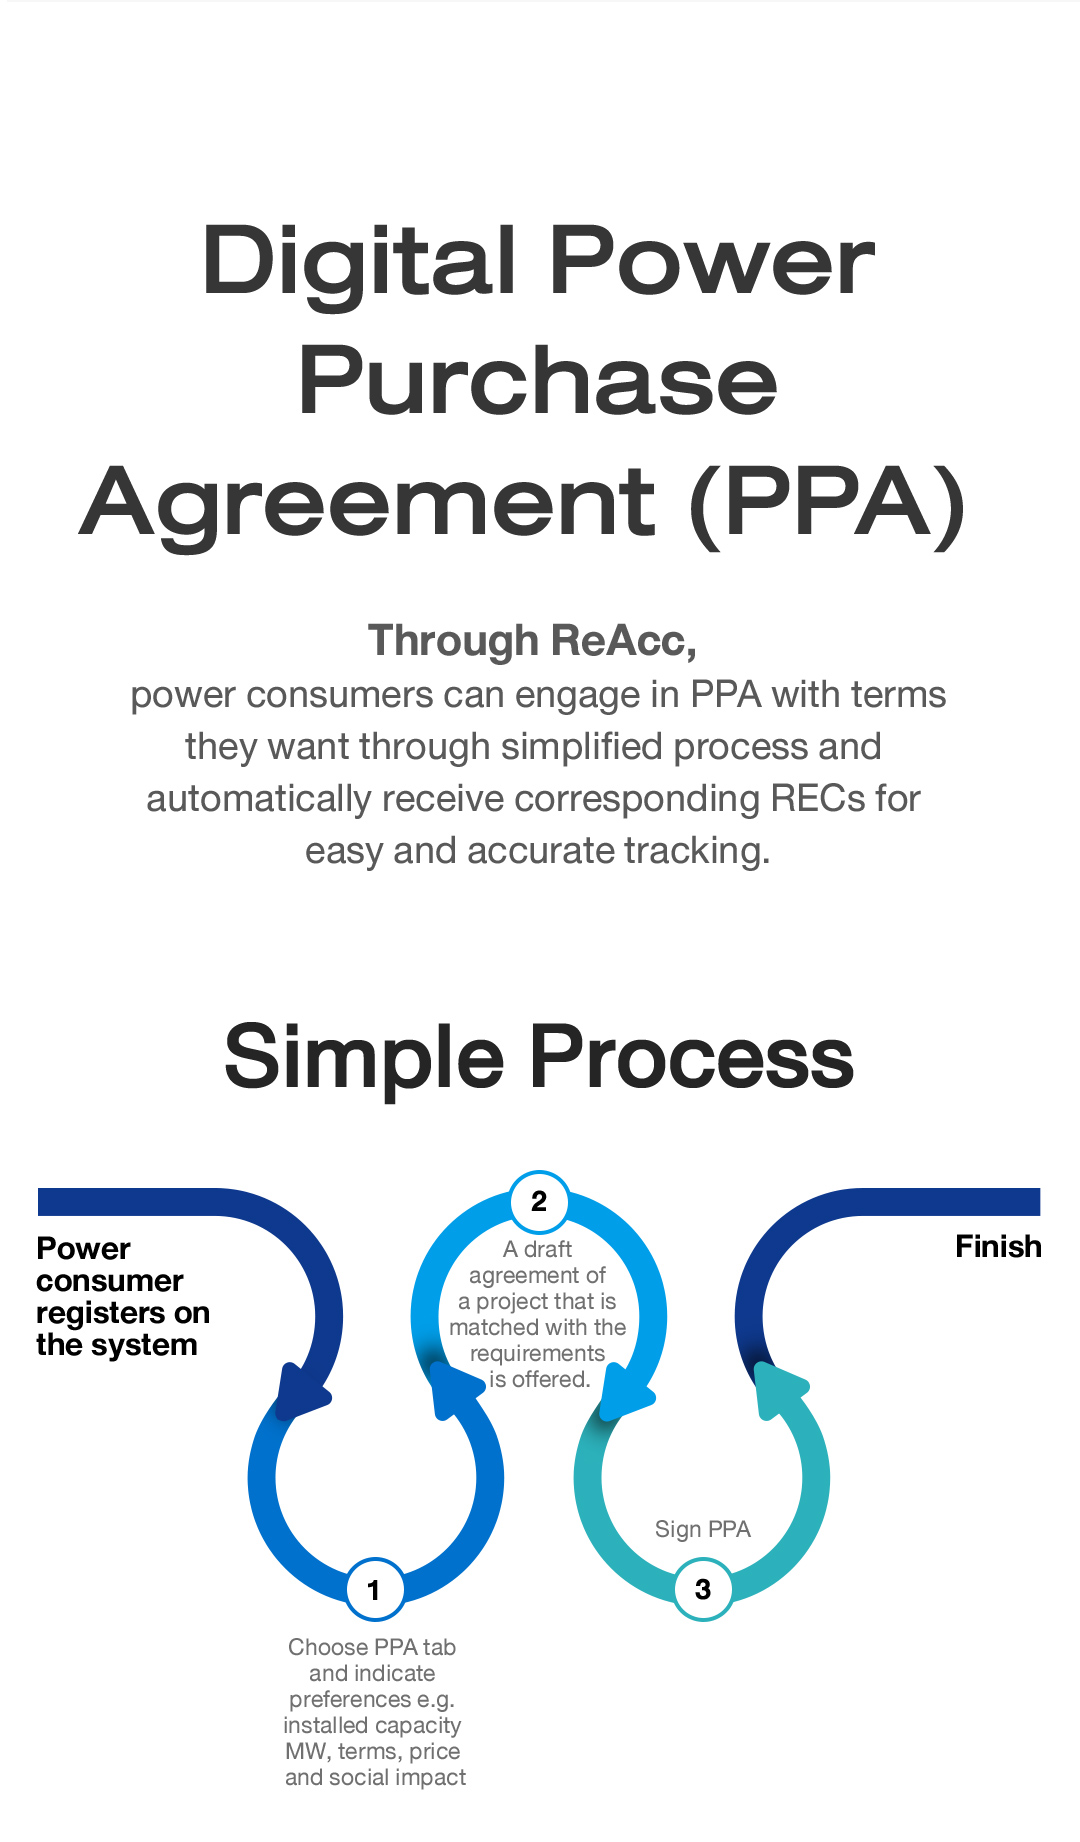 Digital Power
Purchase
Agreement (PPA)
Through ReAcc,
power consumers can engage in PPA with terms
they want through simplified process and
automatically receive corresponding RECs for
easy and accurate tracking.
Simple Process
Power
consumer
registers on
the system
1
Choose PPA tab
and indicate
preferences e.g.
installed capacity
MW, terms, price
and social impact
2
A draft
agreement of
a project that is
matched with the
requirements
is offered.
Sign PPA
3
Finish